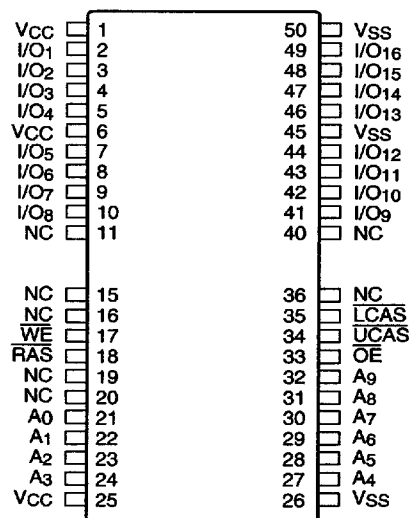 VCC 1 50 VSS
I/O1 2 49 I/O16
I/O2 3 48 I/O15
I/O3 4 47 I/O14
I/O4 5 46 I/O13
VCC 6 45 VSS
I/O5 7 44 I/O12
I/O6 8 43 I/O11
I/O7 9 42 I/O10
I/O8 10 41 I/O9
NC 11 40 NC
NC 15 36 NC
NC 16 35 LCAS
WE 17 34 UCAS
RAS 18 33 OE
NC 19 32 A9
NC 20 31 A8
A0 21 30 A7
A1 22 29 A6
A2 23 28 A5
A3 24 27 A4
VCC 25 26 VSS